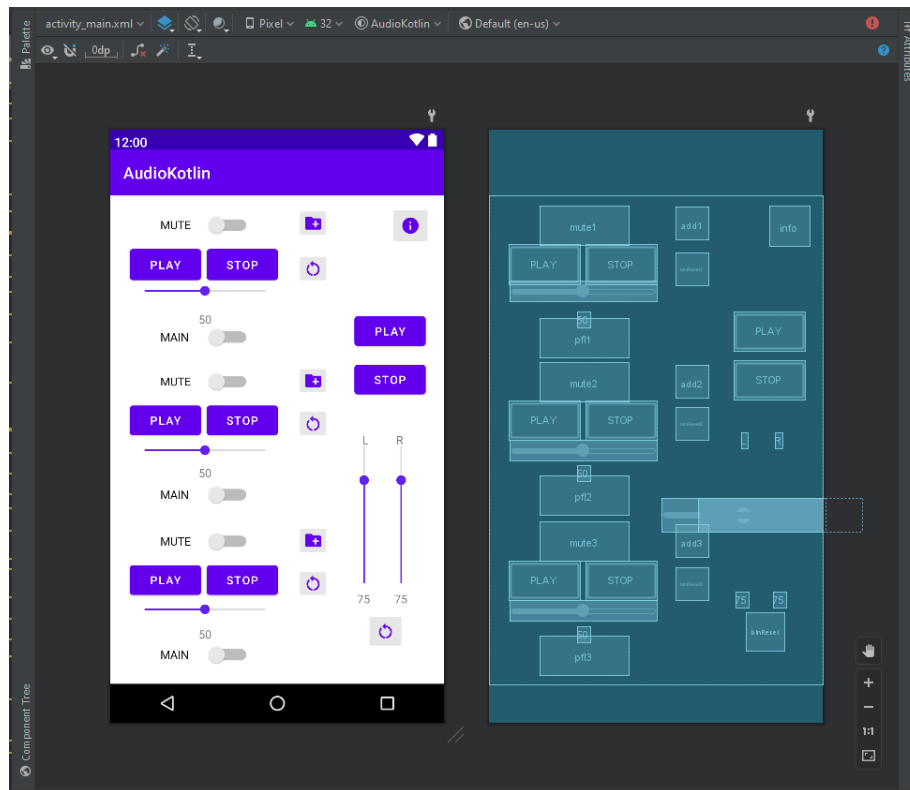 activity_main.xml Pixel 32 AudioKotlin Default (en-us)
Palette
0dp
Attributes
12:00
AudioKotlin
MUTE
PLAY STOP
50
MAIN
PLAY
MUTE
STOP
PLAY STOP
L R
50
MAIN
MUTE
PLAY STOP
75 75
50
MAIN
mute1 add1 info
PLAY STOP
50
pfl1
PLAY
mute2 add2
STOP
PLAY STOP
L R
50
pfl2
mute3 add3
PLAY STOP
75 75
50
btnReset
pfl3
Component Tree
1:1